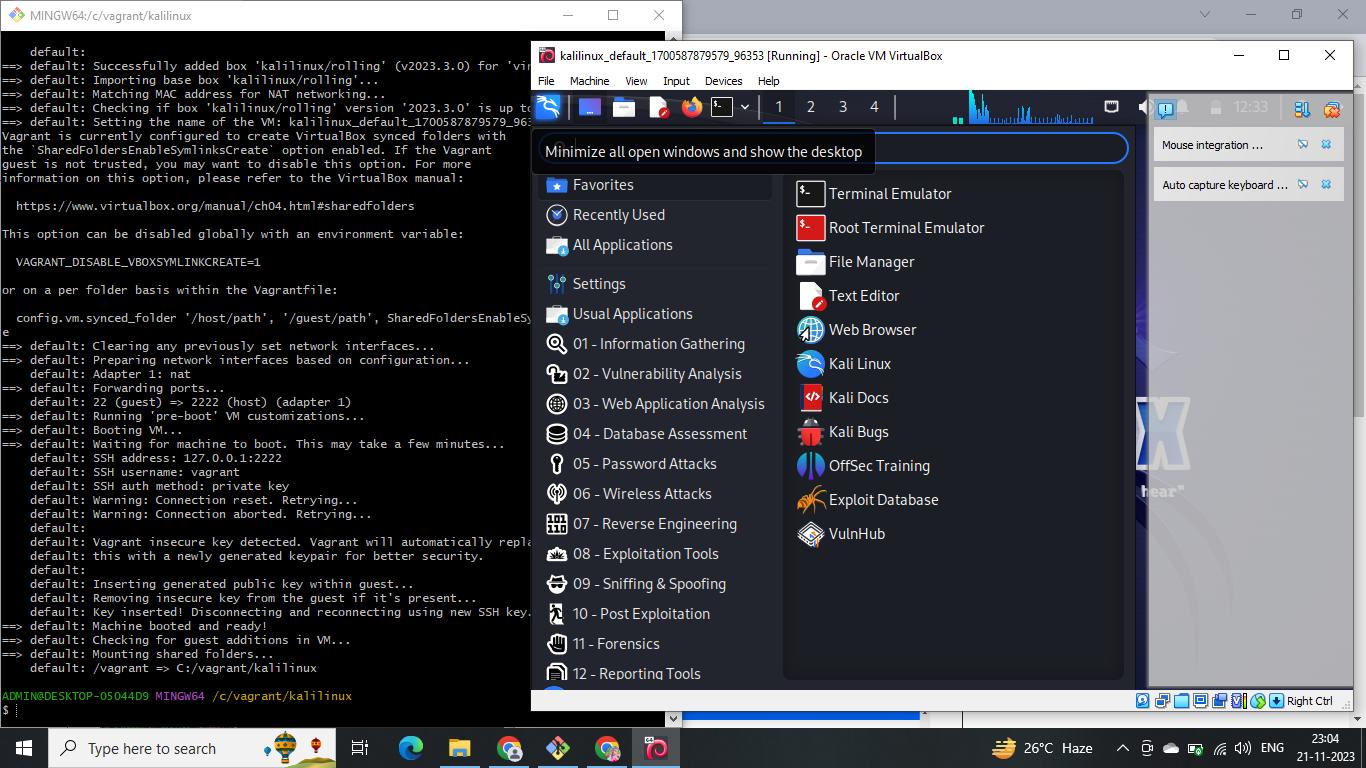 MINGW64:/c/vagrant/kalilinux
default:
==> default: Successfully added box 'kalilinux/rolling' (v2023.3.0) for 'vir
==> default: Importing base box 'kalilinux/rolling'...
==> default: Matching MAC address for NAT networking...
==> default: Checking if box 'kalilinux/rolling' version '2023.3.0' is up to
==> default: Setting the name of the VM: kalilinux_default_1700587879579_963
Vagrant is currently configured to create VirtualBox synced folders with
the `SharedFoldersEnableSymlinksCreate` option enabled. If the Vagrant
guest is not trusted, you may want to disable this option. For more
information on this option, please refer to the VirtualBox manual:
https://www.virtualbox.org/manual/ch04.html#sharedfolders
This option can be disabled globally with an environment variable:
VAGRANT_DISABLE_VBOXSYMLINKCREATE=1
or on a per folder basis within the Vagrantfile:
config.vm.synced_folder '/host/path', '/guest/path', SharedFoldersEnableSy
e
==> default: Clearing any previously set network interfaces...
==> default: Preparing network interfaces based on configuration...
default: Adapter 1: nat
==> default: Forwarding ports...
default: 22 (guest) => 2222 (host) (adapter 1)
==> default: Running 'pre-boot' VM customizations...
==> default: Booting VM...
==> default: Waiting for machine to boot. This may take a few minutes...
default: SSH address: 127.0.0.1:2222
default: SSH username: vagrant
default: SSH auth method: private key
default: Warning: Connection reset. Retrying...
default: Warning: Connection aborted. Retrying...
default:
default: Vagrant insecure key detected. Vagrant will automatically repla
default: this with a newly generated keypair for better security.
default:
default: Inserting generated public key within guest...
default: Removing insecure key from the guest if it's present...
default: Key inserted! Disconnecting and reconnecting using new SSH key.
==> default: Machine booted and ready!
==> default: Checking for guest additions in VM...
==> default: Mounting shared folders...
default: /vagrant => C:/vagrant/kalilinux
ADMIN@DESKTOP-05O44D9 MINGW64 /c/vagrant/kalilinux
$
kalilinux_default_1700587879579_96353 [Running] - Oracle VM VirtualBox
File Machine View Input Devices Help
1 2 3 4
12:33
Minimize all open windows and show the desktop
Favorites
Recently Used
All Applications
Settings
Usual Applications
01 - Information Gathering
02 - Vulnerability Analysis
03 - Web Application Analysis
04 - Database Assessment
05 - Password Attacks
06 - Wireless Attacks
07 - Reverse Engineering
08 - Exploitation Tools
09 - Sniffing & Spoofing
10 - Post Exploitation
11 - Forensics
12 - Reporting Tools
Terminal Emulator
Root Terminal Emulator
File Manager
Text Editor
Web Browser
Kali Linux
Kali Docs
Kali Bugs
OffSec Training
Exploit Database
VulnHub
Mouse integration ...
Auto capture keyboard ...
X
hear"
Right Ctrl
Type here to search
26°C Haze
ENG
23:04
21-11-2023